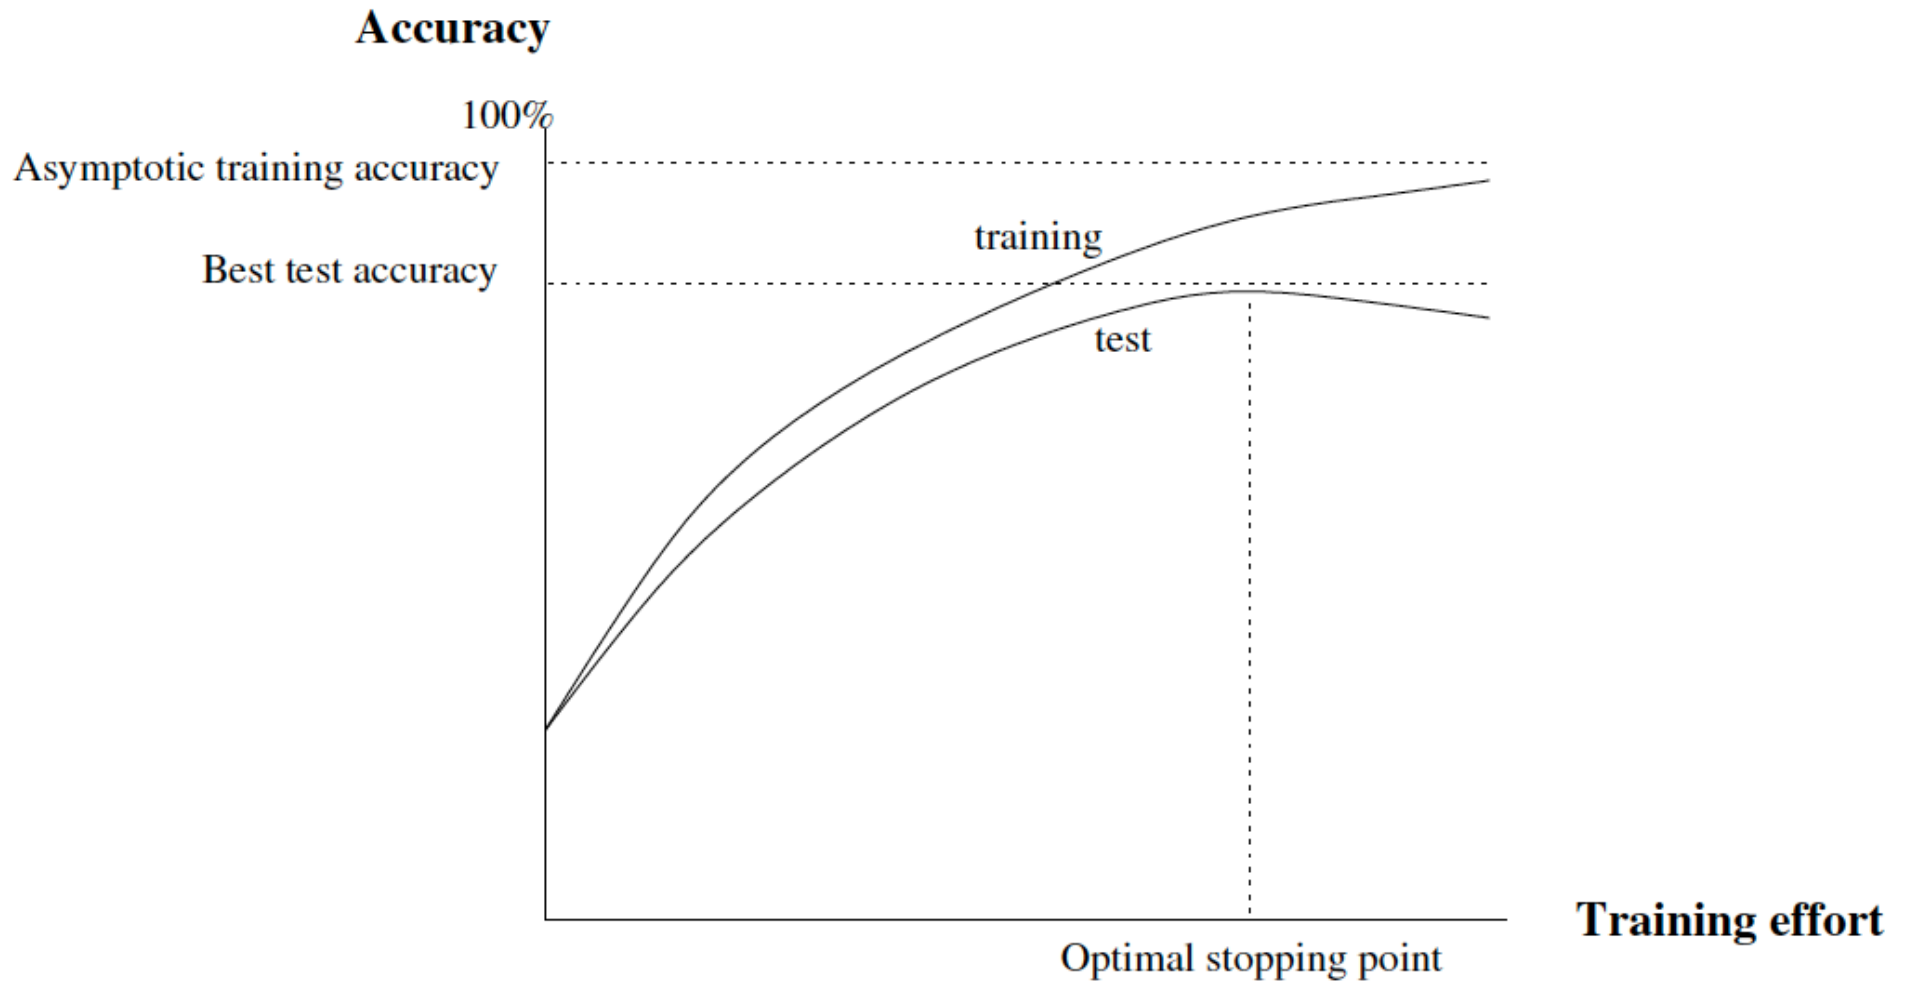 Accuracy
100%
Asymptotic training accuracy
training
Best test accuracy
test
Training effort
Optimal stopping point